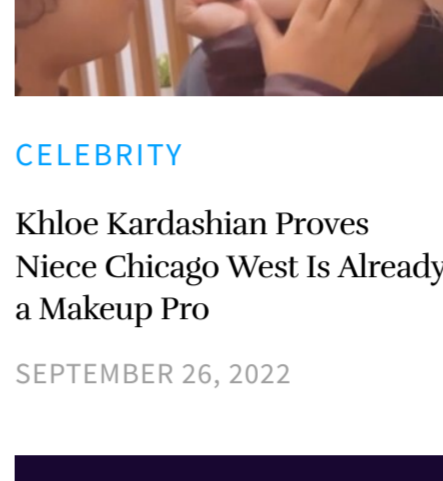 CELEBRITY
Khloe Kardashian Proves
Niece Chicago West Is Already
a Makeup Pro
SEPTEMBER 26, 2022